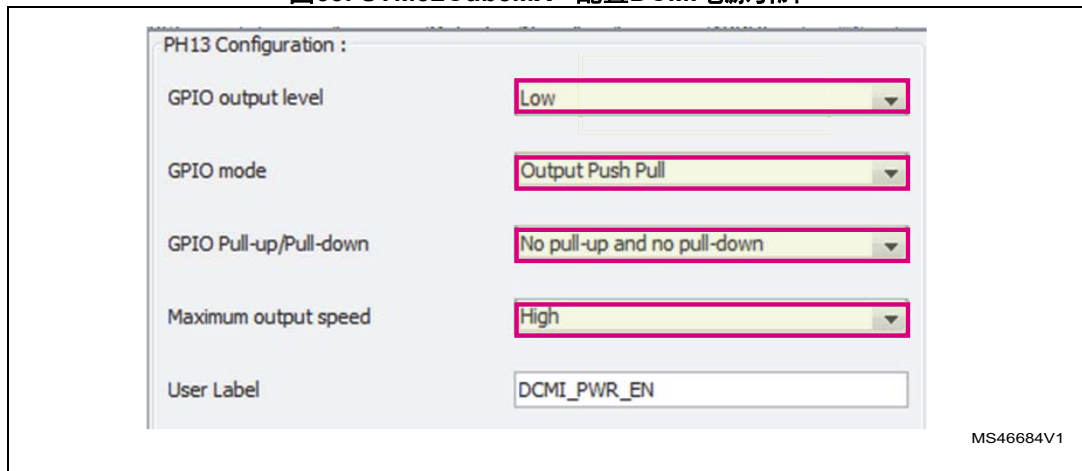 PH13 Configuration :
GPIO output level Low
GPIO mode Output Push Pull
GPIO Pull-up/Pull-down No pull-up and no pull-down
Maximum output speed High
User Label DCMI_PWR_EN
MS46684V1